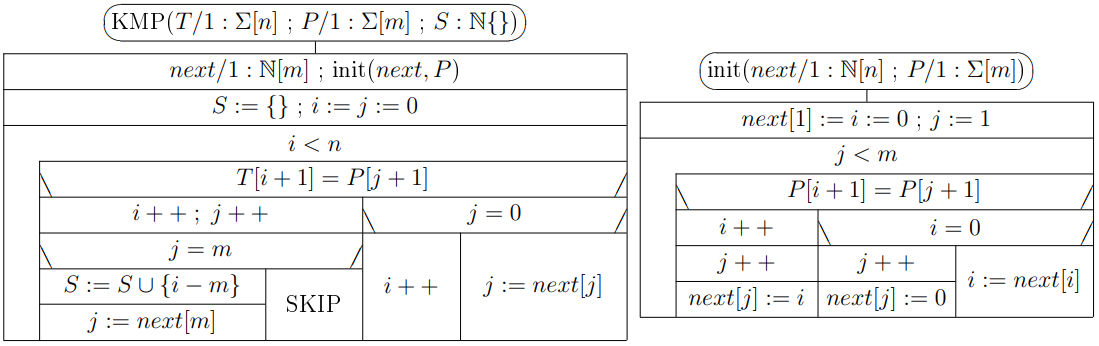 KMP(T/1 : Σ[n] ; P/1 : Σ[m] ; S : ℕ{})
next/1 : ℕ[m] ; init(next, P)
S := {} ; i := j := 0
i < n
T[i + 1] = P[j + 1]
i + + ; j + +
j = 0
j = m
S := S ∪ {i − m}
SKIP
i + +
j := next[j]
j := next[m]
init(next/1 : ℕ[n] ; P/1 : Σ[m])
next[1] := i := 0 ; j := 1
j < m
P[i + 1] = P[j + 1]
i + +
i = 0
j + +
j + +
i := next[i]
next[j] := i
next[j] := 0